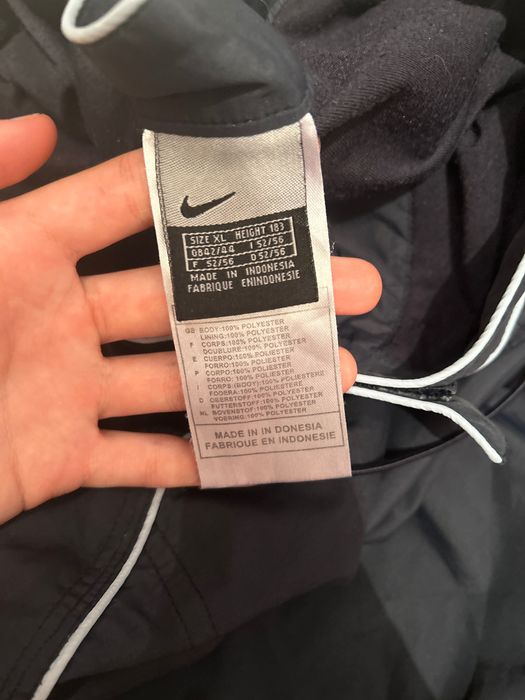 SIZE XL HEIGHT 183
GB42/44 I 52/56
F 52/56 D 52/56
MADE IN INDONESIA
FABRIQUE ENINDONESIE
GB BODY:100% POLYESTER
LINING:100% POLYESTER
F CORPS:100% POLYESTER
DOUBLURE:100% POLYESTER
E CUERPO:100% POLIESTER
FORRO:100% POLIESTER
P CORPO:100% POLIESTER
FORRO:100% POLIESTER
I CORPS:(BODY):100% POLIESTERE
FODERA:100% POLIESTERE
D OBERSTOFF:100% POLYESTER
FUTTERSTOFF:100% POLYESTER
NL BOVENSTOF:100% POLYESTER
VOERING:100% POLYESTER
MADE IN IN DONESIA
FABRIQUE EN INDONESIE